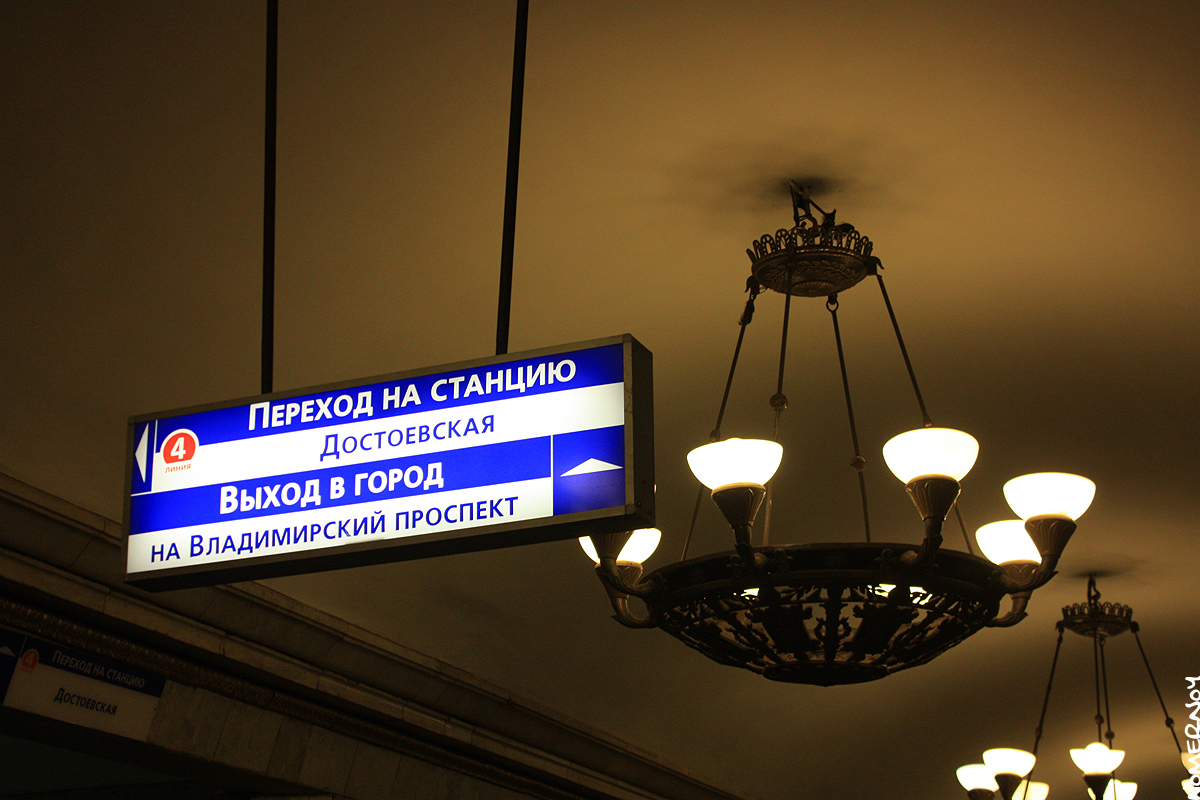 ПЕРЕХОД НА СТАНЦИЮ
ДОСТОЕВСКАЯ
4
ЛИНИЯ
ВЫХОД В ГОРОД
НА ВЛАДИМИРСКИЙ ПРОСПЕКТ
ПЕРЕХОД НА СТАНЦИЮ
ДОСТОЕВСКАЯ